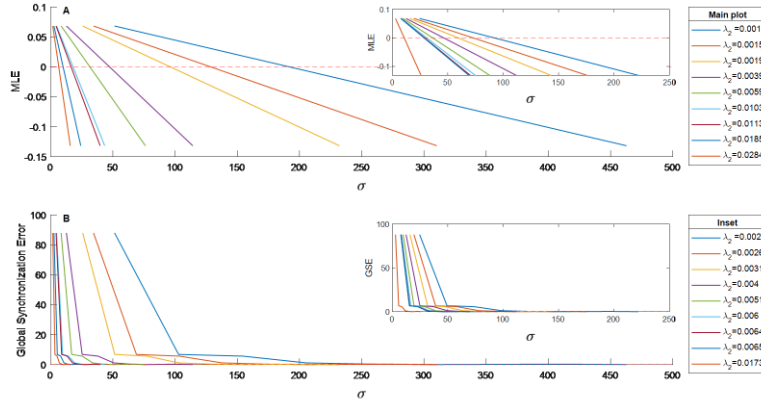 A
MLE
0.1
0.05
0
-0.05
-0.1
-0.15
0 50 100 150 200 250 300 350 400 450 500
σ
MLE
0.1
0
-0.1
0 50 100 150 200 250
σ
Main plot
λ2 =0.001
λ2=0.0015
λ2=0.0019
λ2=0.0039
λ2=0.0059
λ2=0.0103
λ2=0.0113
λ2=0.0185
λ2=0.0284
B
Global Synchronization Error
100
80
60
40
20
0
0 50 100 150 200 250 300 350 400 450 500
σ
GSE
100
50
0
0 50 100 150 200 250
σ
Inset
λ2 =0.002
λ2=0.0026
λ2=0.0031
λ2=0.004
λ2=0.0051
λ2=0.006
λ2=0.0064
λ2=0.0065
λ2=0.0173